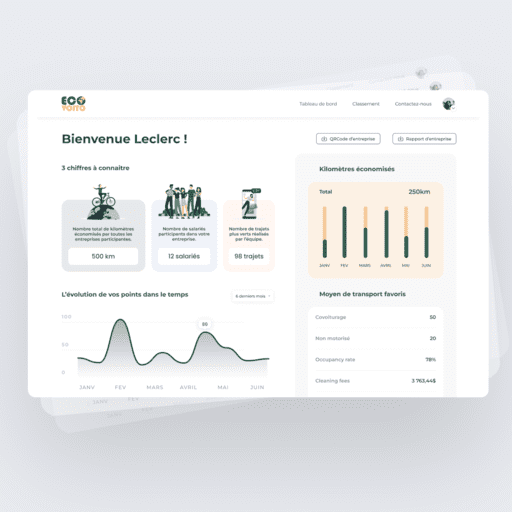 ECO
VOITO
Tableau de bord
Classement
Contactez-nous
Bienvenue Leclerc !
QRCode d'entreprise
Rapport d'entreprise
3 chiffres à connaitre
Nombre total de kilomètres
économisés par toutes les
entreprises participantes.
500 km
Nombre de salariés
participants dans votre
entreprise.
12 salariés
Nombre de trajets
plus verts réalisés
par l'équipe.
98 trajets
Kilomètres économisés
Total
250km
JANV
FEV
MARS
AVRIL
MAI
JUIN
L'évolution de vos points dans le temps
6 derniers mois
100
50
0
88
JANV
FEV
MARS
AVRIL
MAI
JUIN
Moyen de transport favoris
Covoiturage 50
Non motorisé 20
Occupancy rate 78%
Cleaning fees 3 763,44$